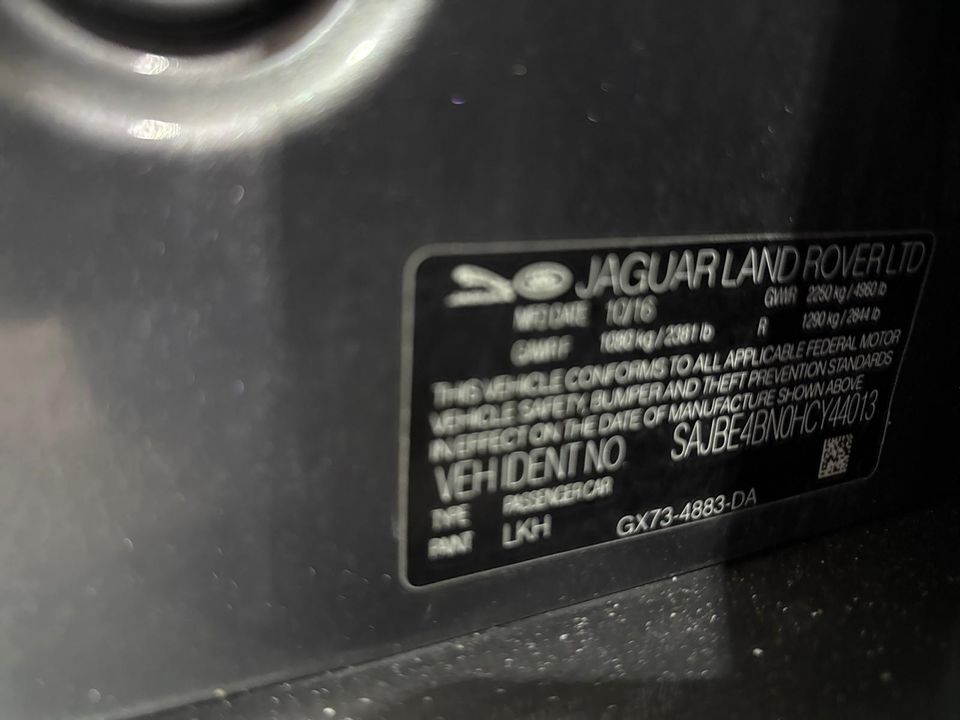 JAGUAR LAND ROVER LTD
MFD DATE 10/16 GVWR 2250 kg / 4960 lb
GAWR F 1080 kg / 2381 lb R 1290 kg / 2844 lb
THIS VEHICLE CONFORMS TO ALL APPLICABLE FEDERAL MOTOR
VEHICLE SAFETY, BUMPER AND THEFT PREVENTION STANDARDS
IN EFFECT ON THE DATE OF MANUFACTURE SHOWN ABOVE
VEH IDENT NO SAJBE4BN0HCY44013
TYPE PASSENGER CAR
PAINT LKH GX73-4883-DA